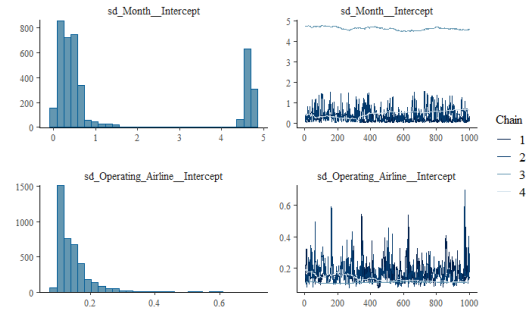 sd_Month__Intercept
sd_Month__Intercept
800
600
400
200
0
0 1 2 3 4 5
5
4
3
2
1
0
0 200 400 600 800 1000
sd_Operating_Airline__Intercept
sd_Operating_Airline__Intercept
1500
1000
500
0
0.2 0.4 0.6
0.6
0.4
0.2
0 200 400 600 800 1000
Chain
1
2
3
4